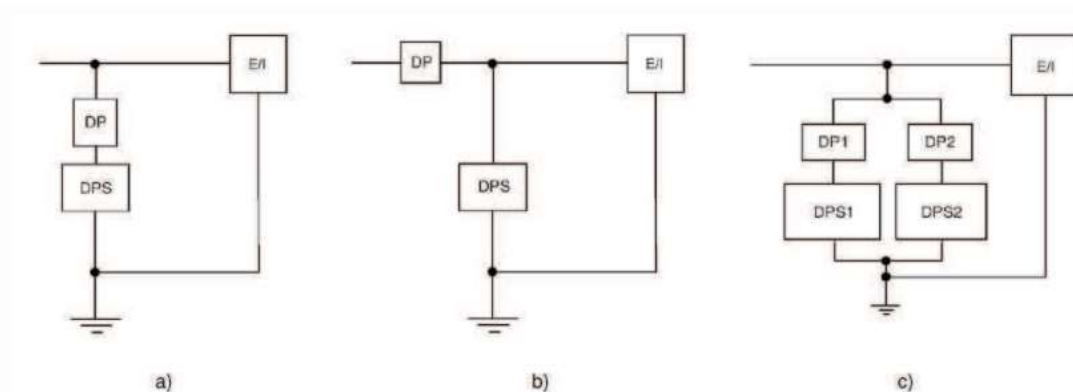 E/I
DP
DPS
a)
DP
E/I
DPS
b)
E/I
DP1
DP2
DPS1
DPS2
c)